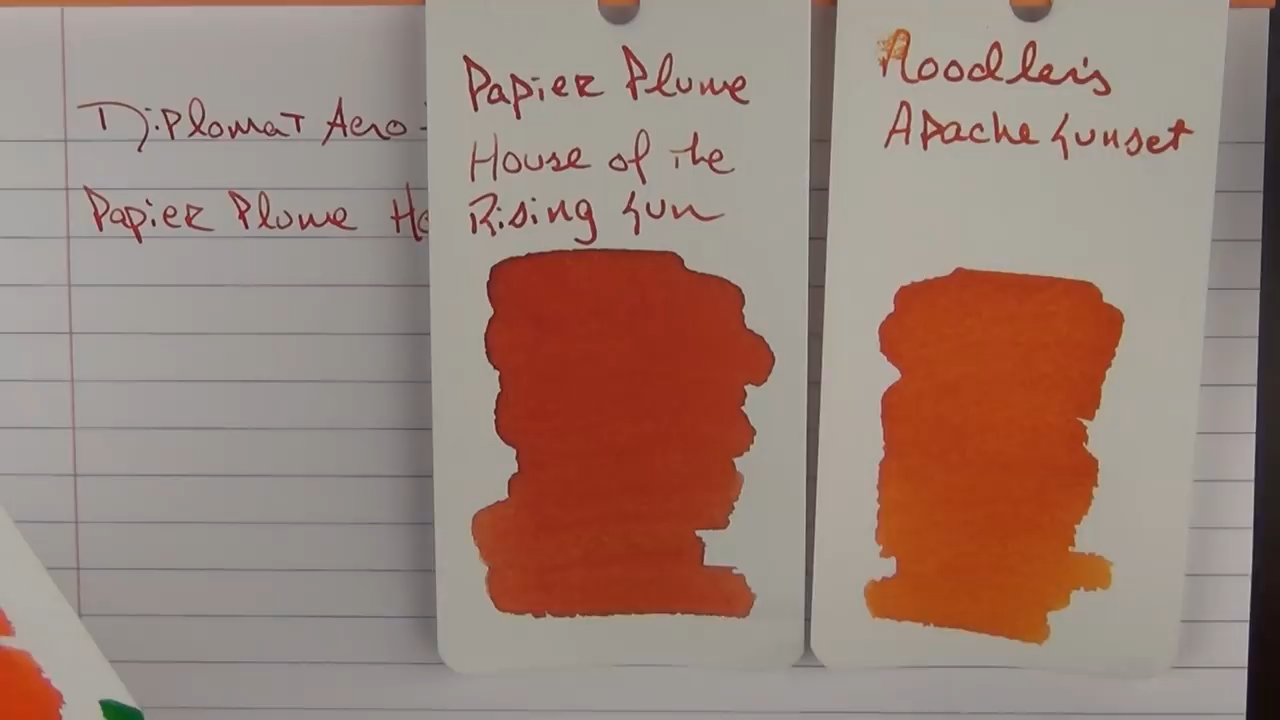 Diplomat Aero
Papier Plume Ho
Papier Plume
House of the
Rising Sun
Noodler's
Apache Sunset